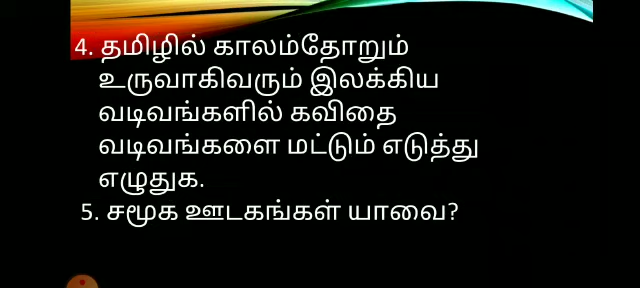 4. தமிழில் காலம்தோறும்
உருவாகிவரும் இலக்கிய
வடிவங்களில் கவிதை
வடிவங்களை மட்டும் எடுத்து
எழுதுக.
5. சமூக ஊடகங்கள் யாவை?